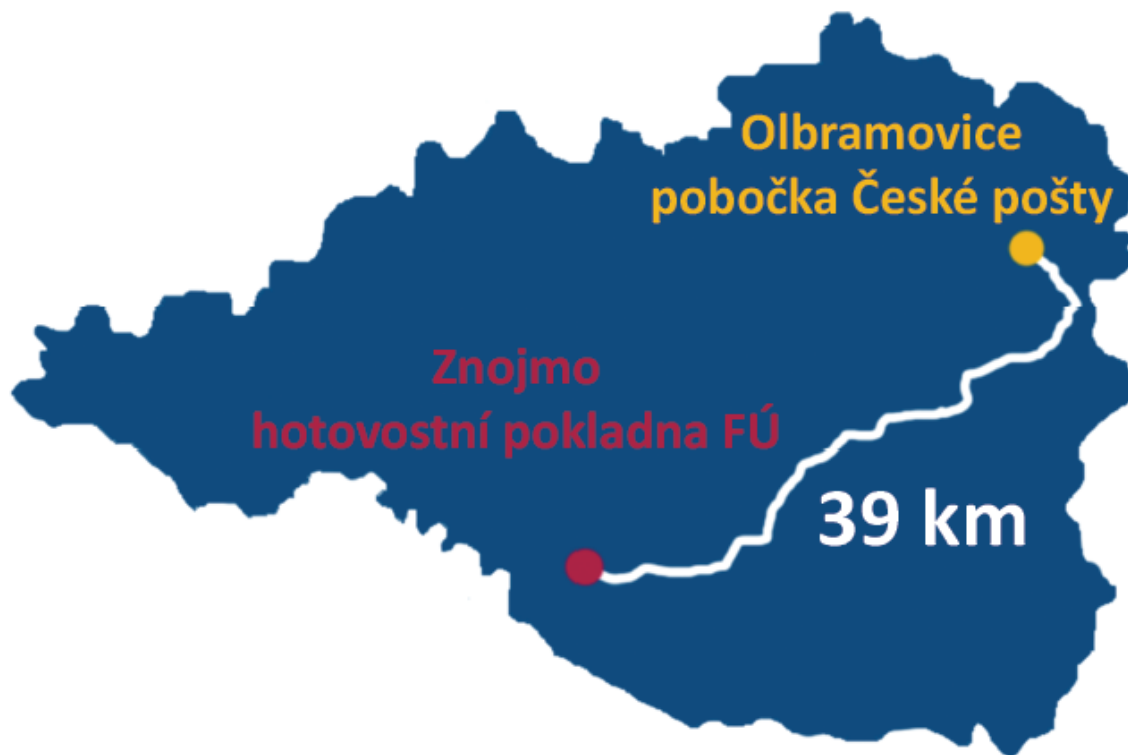 Olbramovice
pobočka České pošty
Znojmo
hotovostní pokladna FÚ
39 km